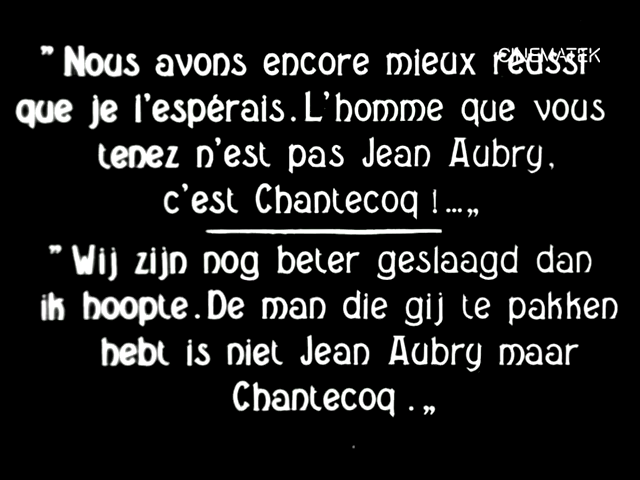 CINEMATEK
"Nous avons encore mieux réussi
que je l'espérais. L'homme que vous
tenez n'est pas Jean Aubry,
c'est Chantecoq !...„
"Wij zijn nog beter geslaagd dan
ik hoopte. De man die gij te pakken
hebt is niet Jean Aubry maar
Chantecoq .„